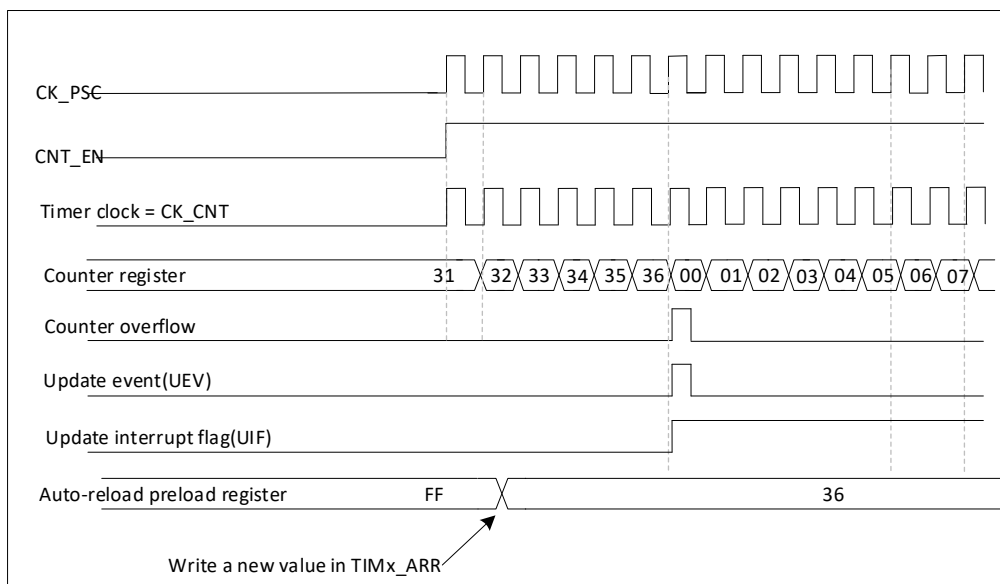 CK_PSC
CNT_EN
Timer clock = CK_CNT
Counter register 31 32 33 34 35 36 00 01 02 03 04 05 06 07
Counter overflow
Update event(UEV)
Update interrupt flag(UIF)
Auto-reload preload register FF 36
Write a new value in TIMx_ARR